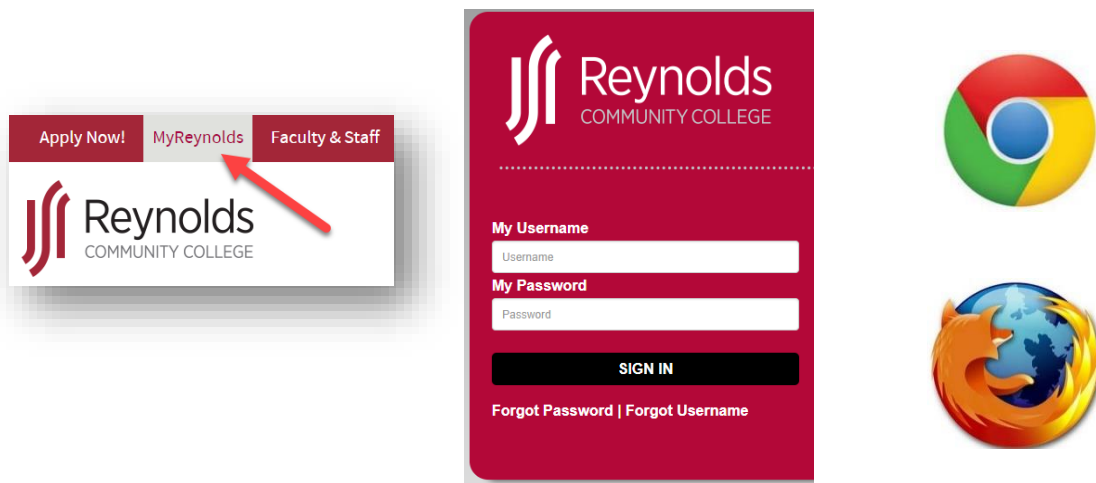 Apply Now! MyReynolds Faculty & Staff
Reynolds
COMMUNITY COLLEGE
Reynolds
COMMUNITY COLLEGE
My Username
Username
My Password
Password
SIGN IN
Forgot Password | Forgot Username